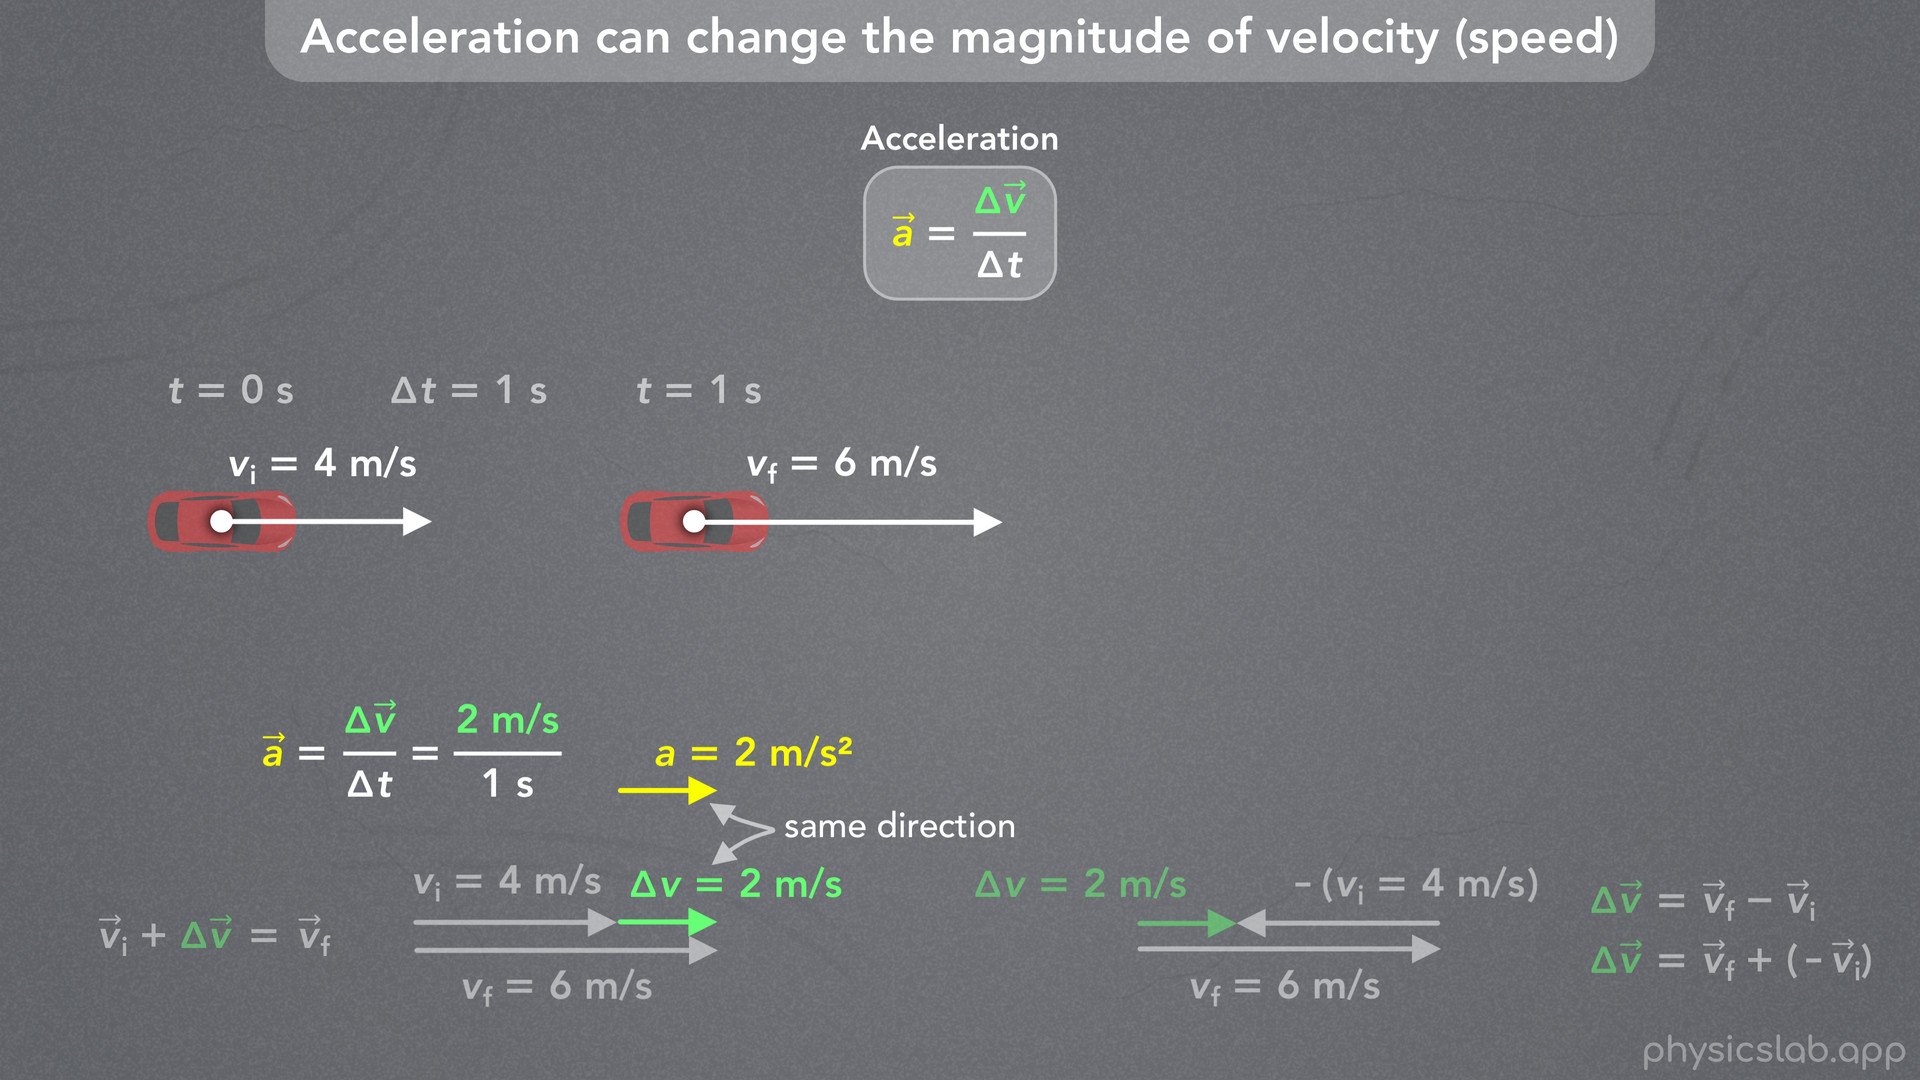 Acceleration can change the magnitude of velocity (speed)
Acceleration
a⃗ = Δv⃗ / Δt
t = 0 s Δt = 1 s t = 1 s
vᵢ = 4 m/s v_f = 6 m/s
a⃗ = Δv⃗ / Δt = 2 m/s / 1 s a = 2 m/s²
same direction
vᵢ = 4 m/s Δv = 2 m/s Δv = 2 m/s – (vᵢ = 4 m/s)
v⃗ᵢ + Δv⃗ = v⃗_f
v_f = 6 m/s v_f = 6 m/s
Δv⃗ = v⃗_f – v⃗ᵢ
Δv⃗ = v⃗_f + (– v⃗ᵢ)
physicslab.app